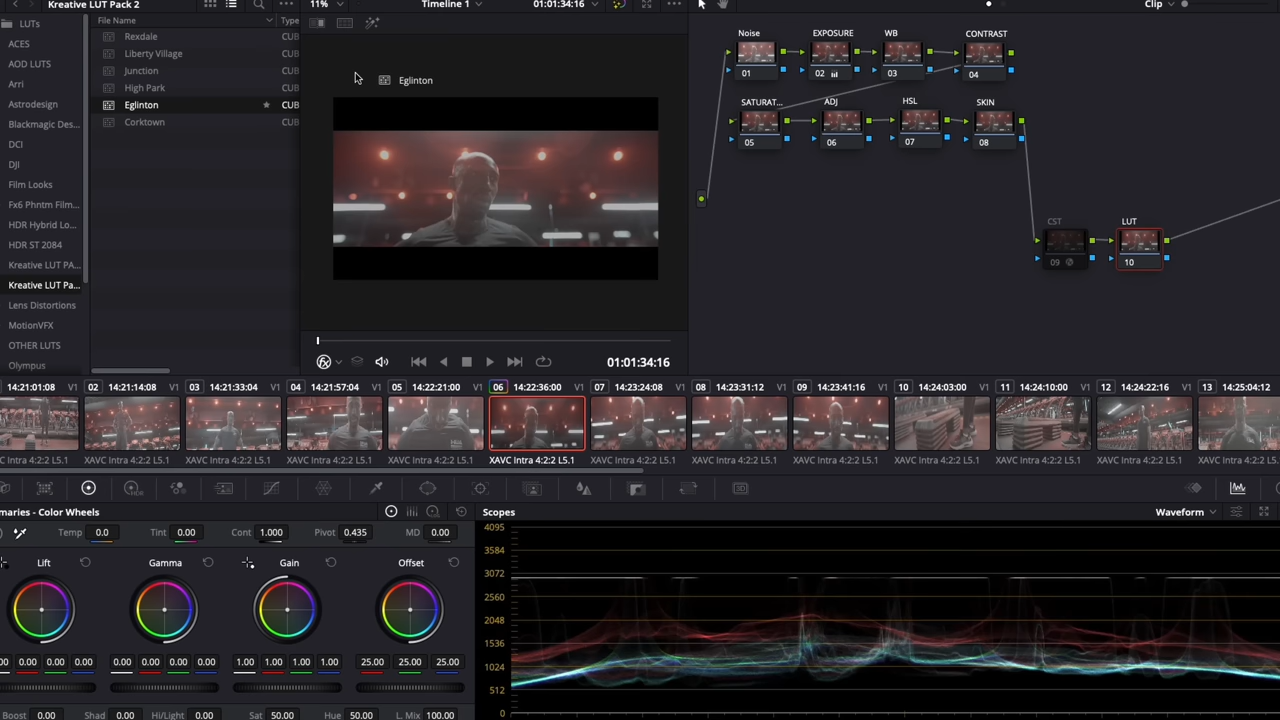 Kreative LUT Pack 2
11%
Timeline 1
01:01:34:16
Clip
LUTs
ACES
AOD LUTS
Arri
Astrodesign
Blackmagic Des...
DCI
DJI
Film Looks
Fx6 Phntm Film...
HDR Hybrid Lo...
HDR ST 2084
Kreative LUT PA...
Kreative LUT Pa...
Lens Distortions
MotionVFX
OTHER LUTS
Olympus
File Name Type
Rexdale CUB
Liberty Village CUB
Junction CUB
High Park CUB
Eglinton CUB
Corktown CUB
Eglinton
01:01:34:16
Noise EXPOSURE WB CONTRAST
01 02 03 04
SATURAT... ADJ HSL SKIN
05 06 07 08
CST LUT
09 10
14:21:01:08 V1 02 14:21:14:08 V1 03 14:21:33:04 V1 04 14:21:57:04 V1 05 14:22:21:00 V1 06 14:22:36:00 V1 07 14:23:24:08 V1 08 14:23:31:12 V1 09 14:23:41:16 V1 10 14:24:03:00 V1 11 14:24:10:00 V1 12 14:24:22:16 V1 13 14:25:04:12
XAVC Intra 4:2:2 L5.1 XAVC Intra 4:2:2 L5.1 XAVC Intra 4:2:2 L5.1 XAVC Intra 4:2:2 L5.1 XAVC Intra 4:2:2 L5.1 XAVC Intra 4:2:2 L5.1 XAVC Intra 4:2:2 L5.1 XAVC Intra 4:2:2 L5.1 XAVC Intra 4:2:2 L5.1 XAVC Intra 4:2:2 L5.1 XAVC Intra 4:2:2 L5.1 XAVC Intra 4:2:2 L5.1
maries - Color Wheels
Temp 0.0 Tint 0.00 Cont 1.000 Pivot 0.435 MD 0.00
Lift Gamma Gain Offset
00 0.00 0.00 0.00 0.00 0.00 0.00 0.00 1.00 1.00 1.00 1.00 25.00 25.00 25.00
Boost 0.00 Shad 0.00 Hi/Light 0.00 Sat 50.00 Hue 50.00 L. Mix 100.00
Scopes
Waveform
4095
3584
3072
2560
2048
1536
1024
512
0